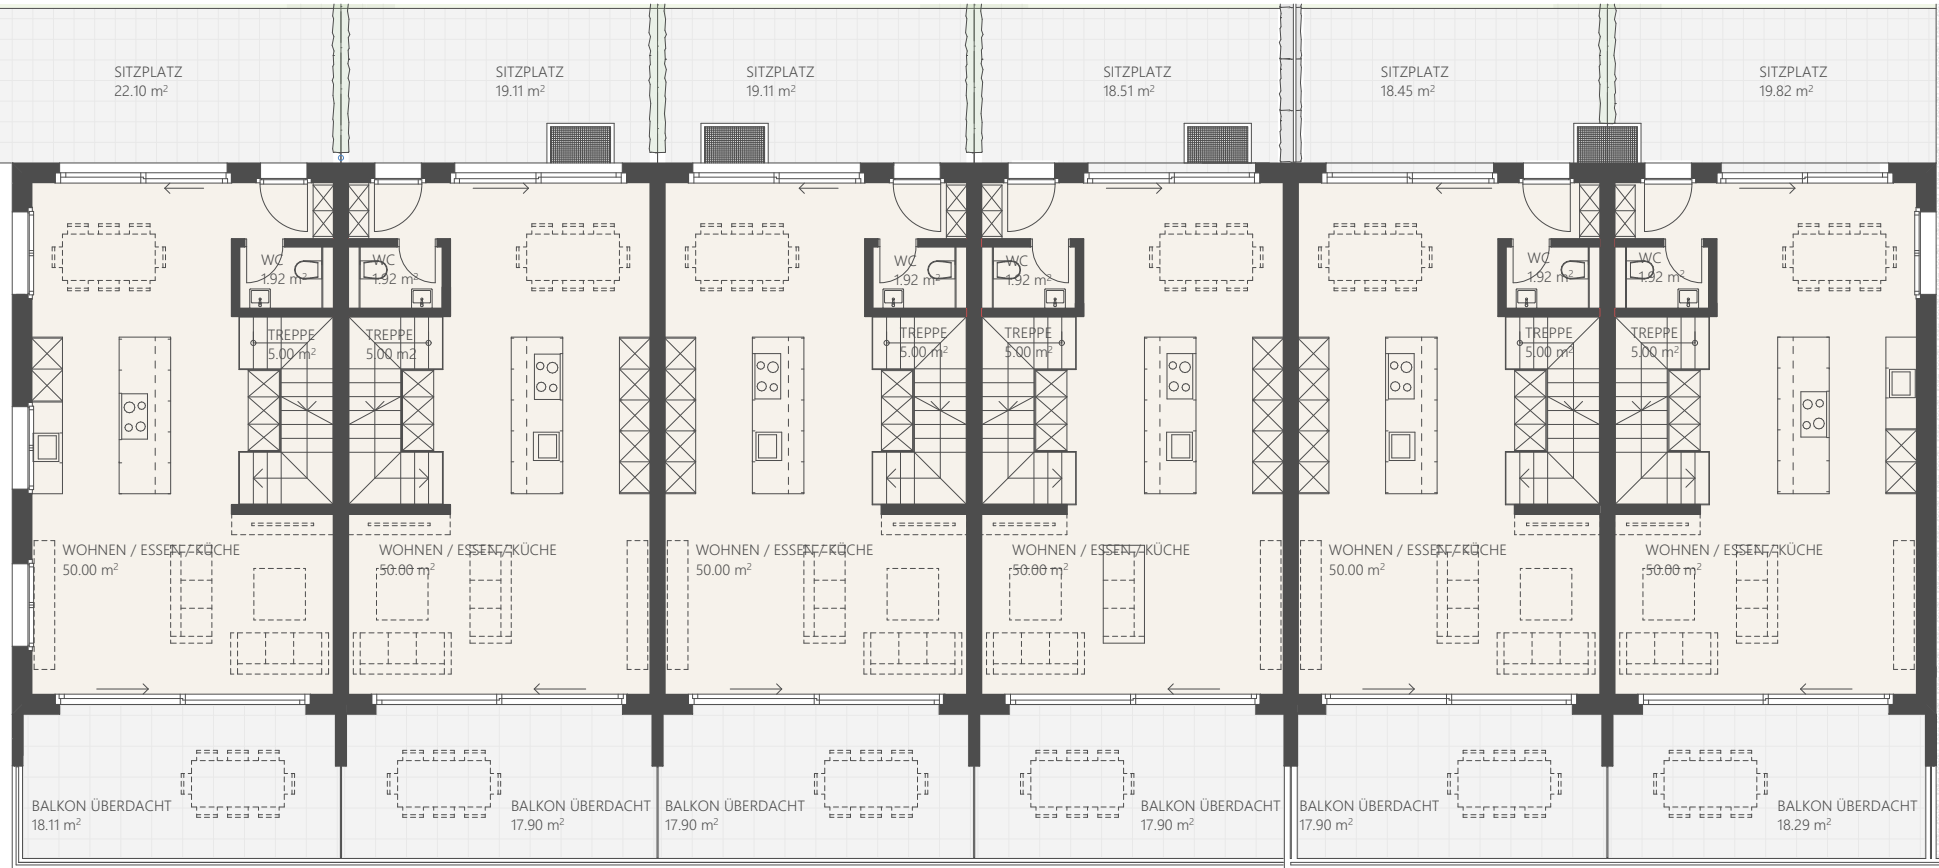 SITZPLATZ
22.10 m²
SITZPLATZ
19.11 m²
SITZPLATZ
19.11 m²
SITZPLATZ
18.51 m²
SITZPLATZ
18.45 m²
SITZPLATZ
19.82 m²
WC
1.92 m²
WC
1.92 m²
WC
1.92 m²
WC
1.92 m²
WC
1.92 m²
WC
1.92 m²
TREPPE
5.00 m²
TREPPE
5.00 m2
TREPPE
5.00 m²
TREPPE
5.00 m²
TREPPE
5.00 m²
TREPPE
5.00 m²
WOHNEN / ESSEN / KÜCHE
50.00 m²
WOHNEN / ESSEN / KÜCHE
50.00 m²
WOHNEN / ESSEN / KÜCHE
50.00 m²
WOHNEN / ESSEN / KÜCHE
50.00 m²
WOHNEN / ESSEN / KÜCHE
50.00 m²
WOHNEN / ESSEN / KÜCHE
50.00 m²
BALKON ÜBERDACHT
18.11 m²
BALKON ÜBERDACHT
17.90 m²
BALKON ÜBERDACHT
17.90 m²
BALKON ÜBERDACHT
17.90 m²
BALKON ÜBERDACHT
17.90 m²
BALKON ÜBERDACHT
18.29 m²